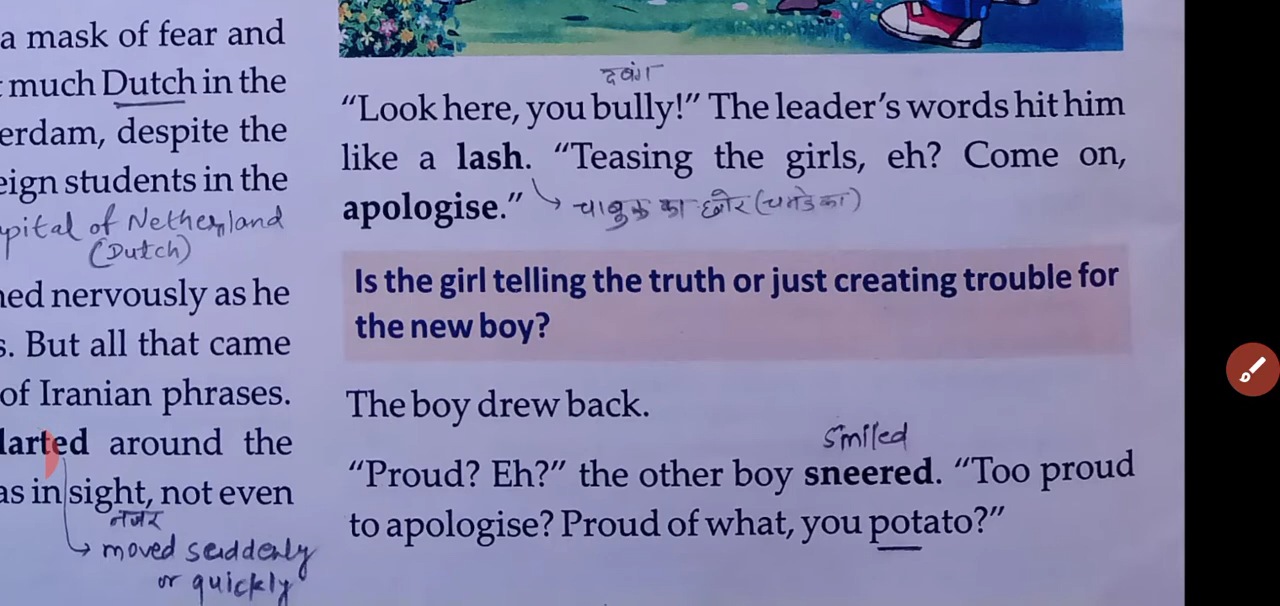 a mask of fear and
much Dutch in the
erdam, despite the
eign students in the
pital of Netherland
(Dutch)
ned nervously as he
s. But all that came
of Iranian phrases.
larted around the
as in sight, not even
नजर
→ moved suddenly
or quickly
दबंग
“Look here, you bully!” The leader’s words hit him
like a lash. “Teasing the girls, eh? Come on,
apologise.” → चाबुक का छोर (चमडे का)
Is the girl telling the truth or just creating trouble for
the new boy?
The boy drew back.
smiled
“Proud? Eh?” the other boy sneered. “Too proud
to apologise? Proud of what, you potato?”